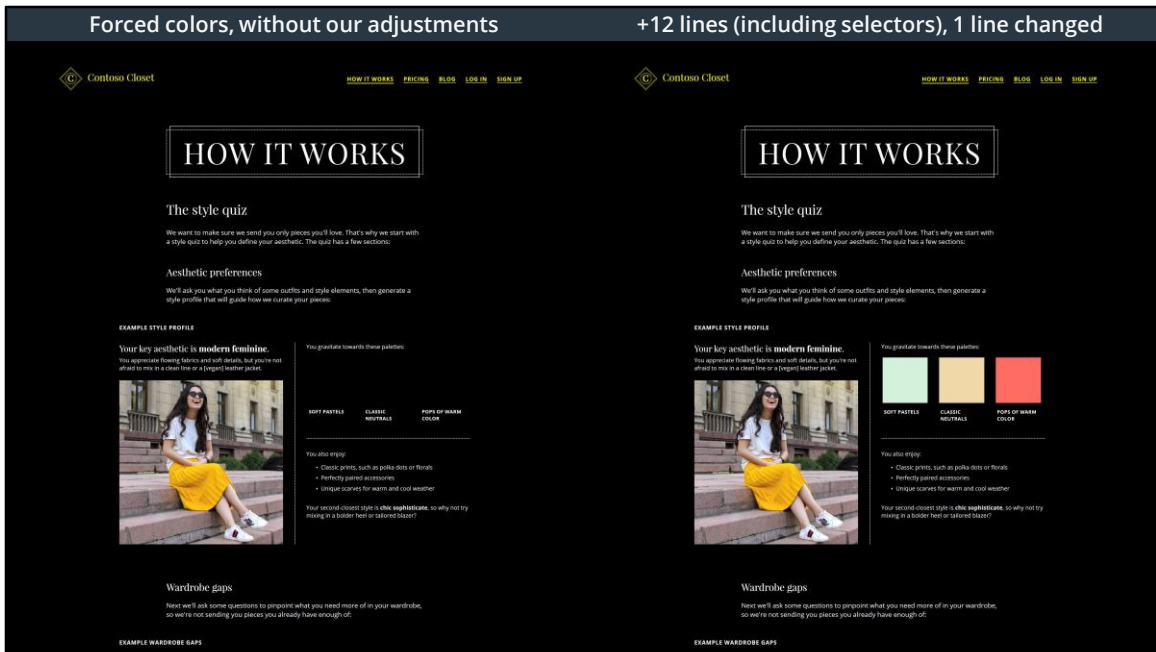 Forced colors, without our adjustments
C Contoso Closet
HOW IT WORKS PRICING BLOG LOG IN SIGN UP
HOW IT WORKS
The style quiz
We want to make sure we send you only pieces you'll love. That's why we start with
a style quiz to help you define your aesthetic. The quiz has a few sections:
Aesthetic preferences
We'll ask you what you think of some outfits and style elements, then generate a
style profile that will guide how we curate your pieces:
EXAMPLE STYLE PROFILE
Your key aesthetic is modern feminine.
You appreciate flowing fabrics and soft details, but you're not
afraid to mix in a clean line or a [vegan] leather jacket.
You gravitate towards these palettes:
SOFT PASTELS
CLASSIC
NEUTRALS
POPS OF WARM
COLOR
You also enjoy:
• Classic prints, such as polka dots or florals
• Perfectly paired accessories
• Unique scarves for warm and cool weather
Your second-closest style is chic sophisticate, so why not try
mixing in a bolder heel or tailored blazer?
Wardrobe gaps
Next we'll ask some questions to pinpoint what you need more of in your wardrobe,
so we're not sending you pieces you already have enough of:
EXAMPLE WARDROBE GAPS
+12 lines (including selectors), 1 line changed
C Contoso Closet
HOW IT WORKS PRICING BLOG LOG IN SIGN UP
HOW IT WORKS
The style quiz
We want to make sure we send you only pieces you'll love. That's why we start with
a style quiz to help you define your aesthetic. The quiz has a few sections:
Aesthetic preferences
We'll ask you what you think of some outfits and style elements, then generate a
style profile that will guide how we curate your pieces:
EXAMPLE STYLE PROFILE
Your key aesthetic is modern feminine.
You appreciate flowing fabrics and soft details, but you're not
afraid to mix in a clean line or a [vegan] leather jacket.
You gravitate towards these palettes:
SOFT PASTELS
CLASSIC
NEUTRALS
POPS OF WARM
COLOR
You also enjoy:
• Classic prints, such as polka dots or florals
• Perfectly paired accessories
• Unique scarves for warm and cool weather
Your second-closest style is chic sophisticate, so why not try
mixing in a bolder heel or tailored blazer?
Wardrobe gaps
Next we'll ask some questions to pinpoint what you need more of in your wardrobe,
so we're not sending you pieces you already have enough of:
EXAMPLE WARDROBE GAPS